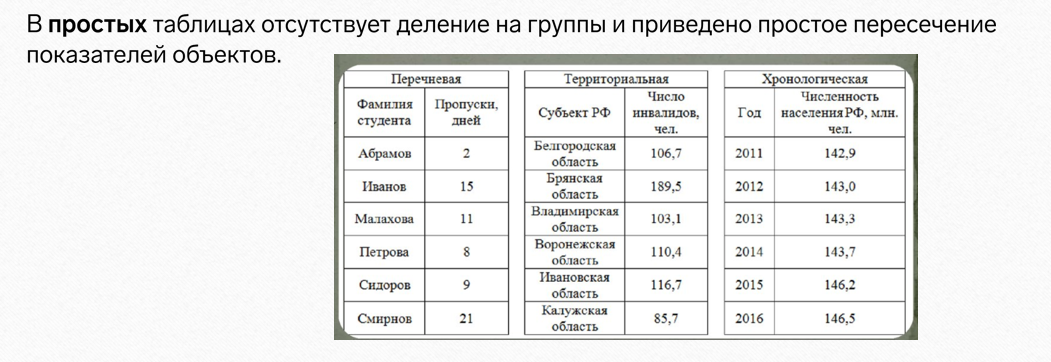 В простых таблицах отсутствует деление на группы и приведено простое пересечение
показателей объектов.
Перечневая
Фамилия студента Пропуски, дней
Абрамов 2
Иванов 15
Малахова 11
Петрова 8
Сидоров 9
Смирнов 21
Территориальная
Субъект РФ Число инвалидов, чел.
Белгородская область 106,7
Брянская область 189,5
Владимирская область 103,1
Воронежская область 110,4
Ивановская область 116,7
Калужская область 85,7
Хронологическая
Год Численность населения РФ, млн. чел.
2011 142,9
2012 143,0
2013 143,3
2014 143,7
2015 146,2
2016 146,5